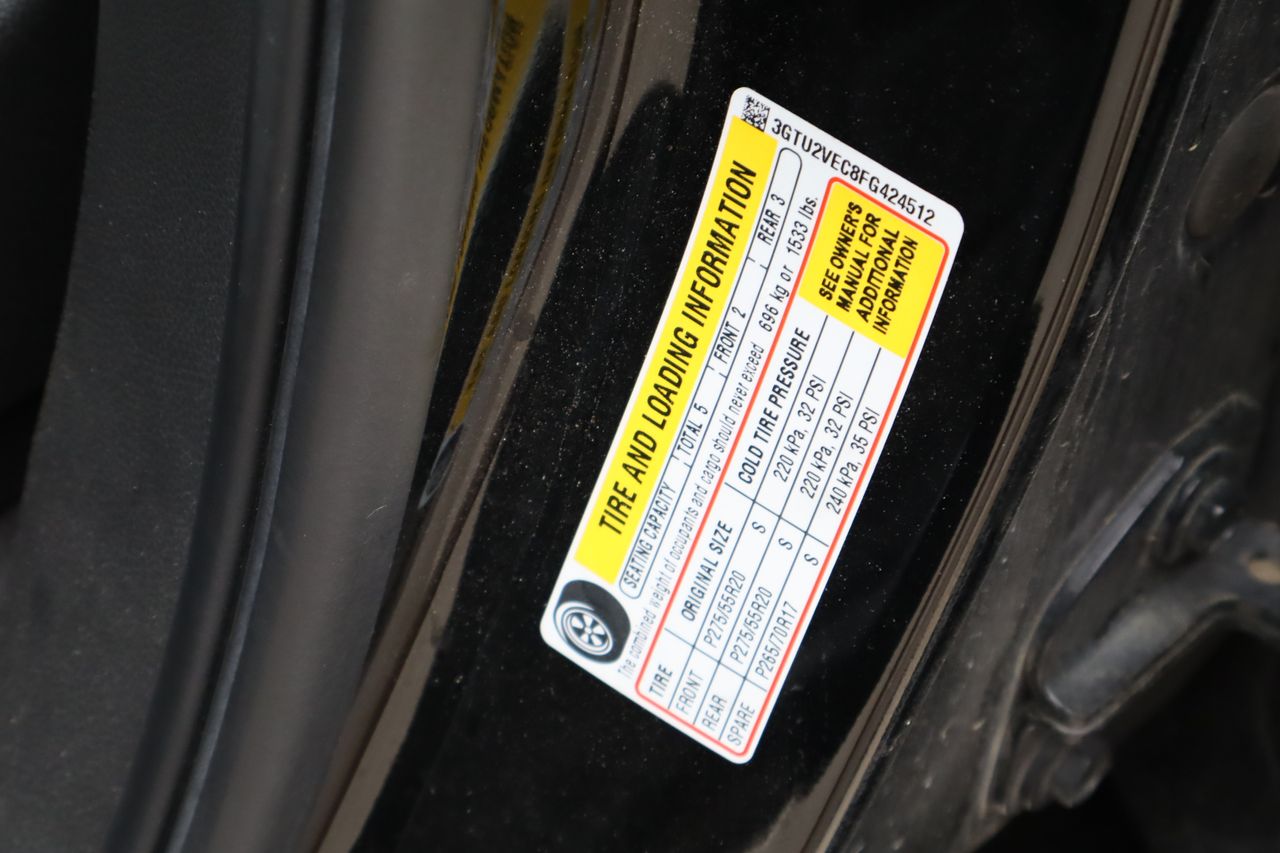 3GTU2VEC8FG424512
TIRE AND LOADING INFORMATION
SEATING CAPACITY TOTAL 5 FRONT 2 REAR 3
The combined weight of occupants and cargo should never exceed 696 kg or 1533 lbs.
TIRE ORIGINAL SIZE COLD TIRE PRESSURE
FRONT P275/55R20 S 220 kPa, 32 PSI
REAR P275/55R20 S 220 kPa, 32 PSI
SPARE P265/70R17 S 240 kPa, 35 PSI
SEE OWNER'S
MANUAL FOR
ADDITIONAL
INFORMATION